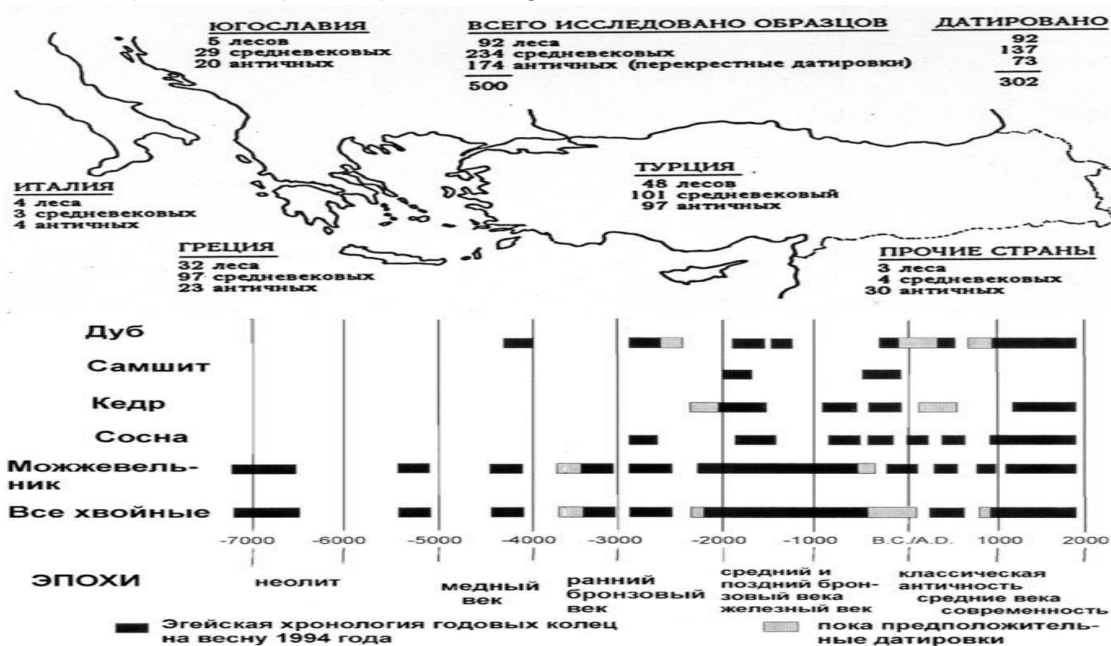 ЮГОСЛАВИЯ
5 лесов
29 средневековых
20 античных
ВСЕГО ИССЛЕДОВАНО ОБРАЗЦОВ
92 леса
234 средневековых
174 античных (перекрестные датировки)
500
ДАТИРОВАНО
92
137
73
302
ИТАЛИЯ
4 леса
3 средневековых
4 античных
ТУРЦИЯ
48 лесов
101 средневековый
97 античных
ГРЕЦИЯ
32 леса
97 средневековых
23 античных
ПРОЧИЕ СТРАНЫ
3 леса
4 средневековых
30 античных
Дуб
Самшит
Кедр
Сосна
Можжевель-
ник
Все хвойные
-7000 -6000 -5000 -4000 -3000 -2000 -1000 B.C./A.D. 1000 2000
ЭПОХИ
неолит
медный
век
ранний
бронзовый
век
средний и
поздний брон-
зовый века
железный век
классическая
античность
средние века
современность
Эгейская хронология годовых колец
на весну 1994 года
пока предположитель-
ные датировки